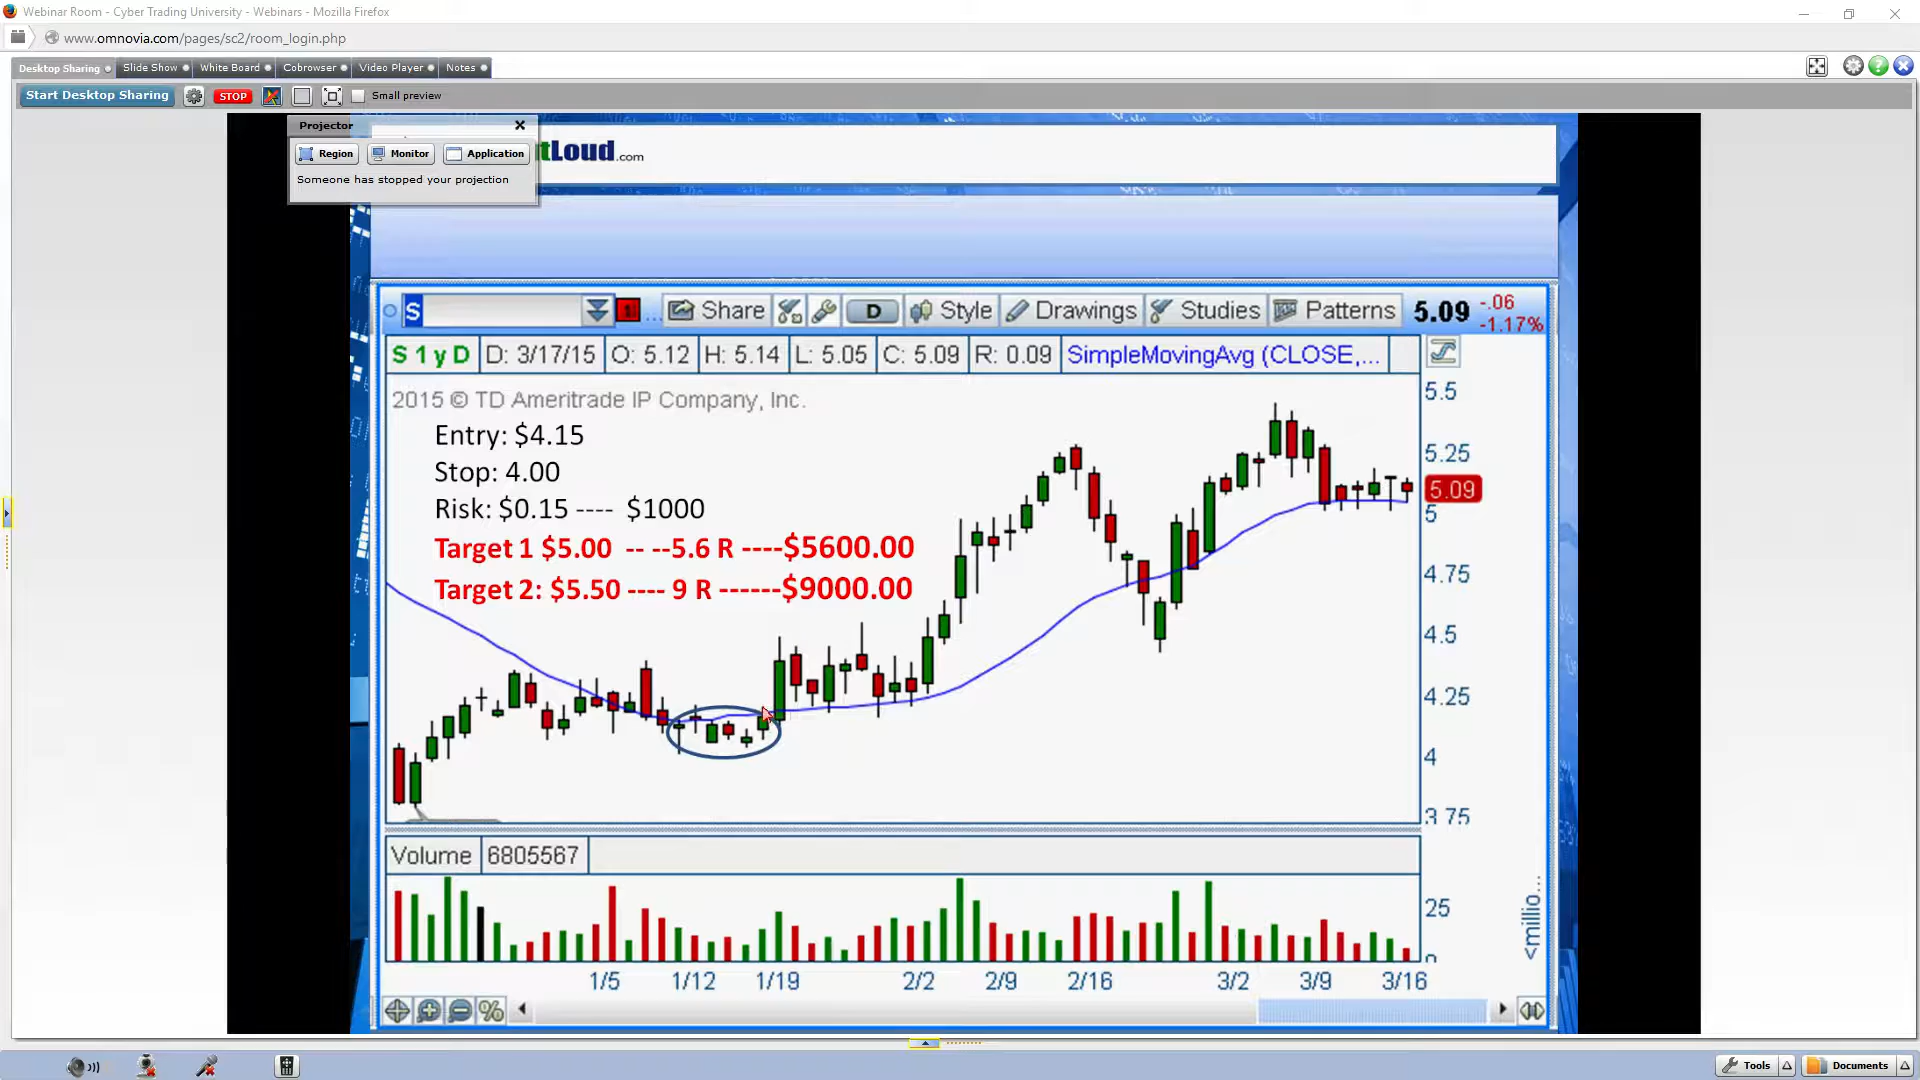 Webinar Room - Cyber Trading University - Webinars - Mozilla Firefox
www.omnovia.com/pages/sc2/room_login.php
Desktop Sharing Slide Show White Board Cobrowser Video Player Notes
Start Desktop Sharing STOP Small preview
Projector
Region Monitor Application
Someone has stopped your projection
tLoud.com
S Share D Style Drawings Studies Patterns 5.09 -.06
-1.17%
S 1 y D D: 3/17/15 O: 5.12 H: 5.14 L: 5.05 C: 5.09 R: 0.09 SimpleMovingAvg (CLOSE,...
2015 © TD Ameritrade IP Company, Inc.
Entry: $4.15
Stop: 4.00
Risk: $0.15 ---- $1000
Target 1 $5.00 -- --5.6 R ----$5600.00
Target 2: $5.50 ---- 9 R ------$9000.00
5.5
5.25
5.09
5
4.75
4.5
4.25
4
3.75
Volume 6805567
25
0
<millio...
1/5 1/12 1/19 2/2 2/9 2/16 3/2 3/9 3/16
%
Tools Documents